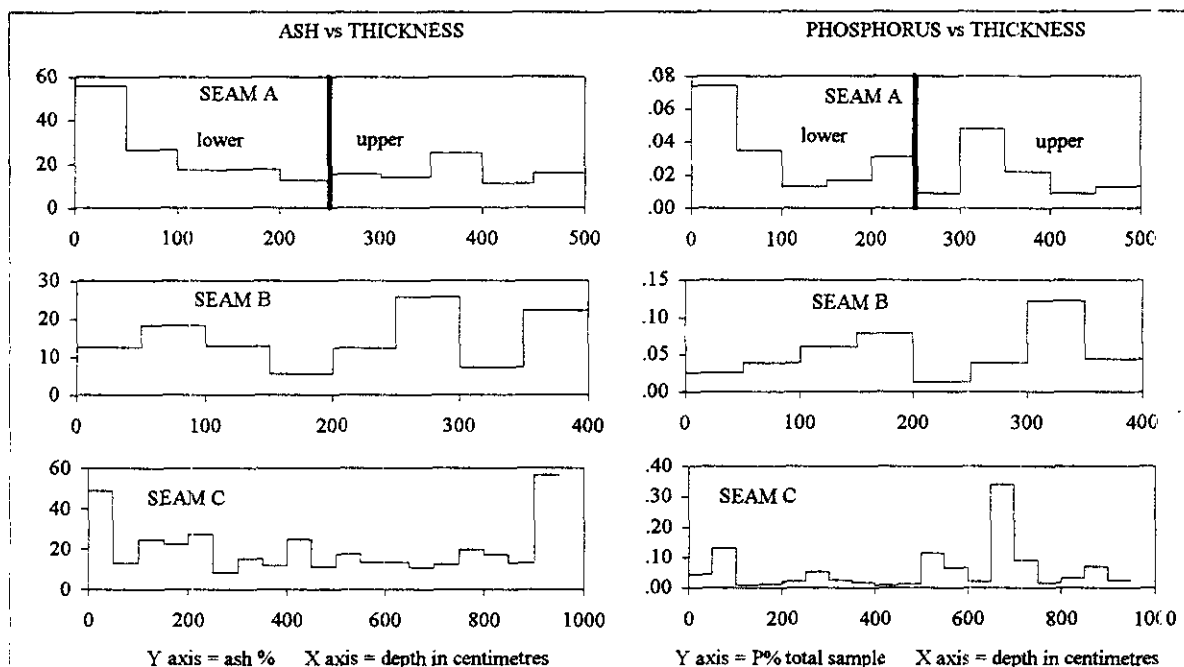 ASH vs THICKNESS
60
40
20
0
SEAM A
lower
upper
0 100 200 300 400 500
30
20
10
0
SEAM B
0 100 200 300 400
60
40
20
0
SEAM C
0 200 400 600 800 1000
Y axis = ash % X axis = depth in centimetres
PHOSPHORUS vs THICKNESS
.08
.06
.04
.02
.00
SEAM A
lower
upper
0 100 200 300 400 500
.15
.10
.05
.00
SEAM B
0 100 200 300 400
.40
.30
.20
.10
.00
SEAM C
0 200 400 600 800 1000
Y axis = P% total sample X axis = depth in centimetres